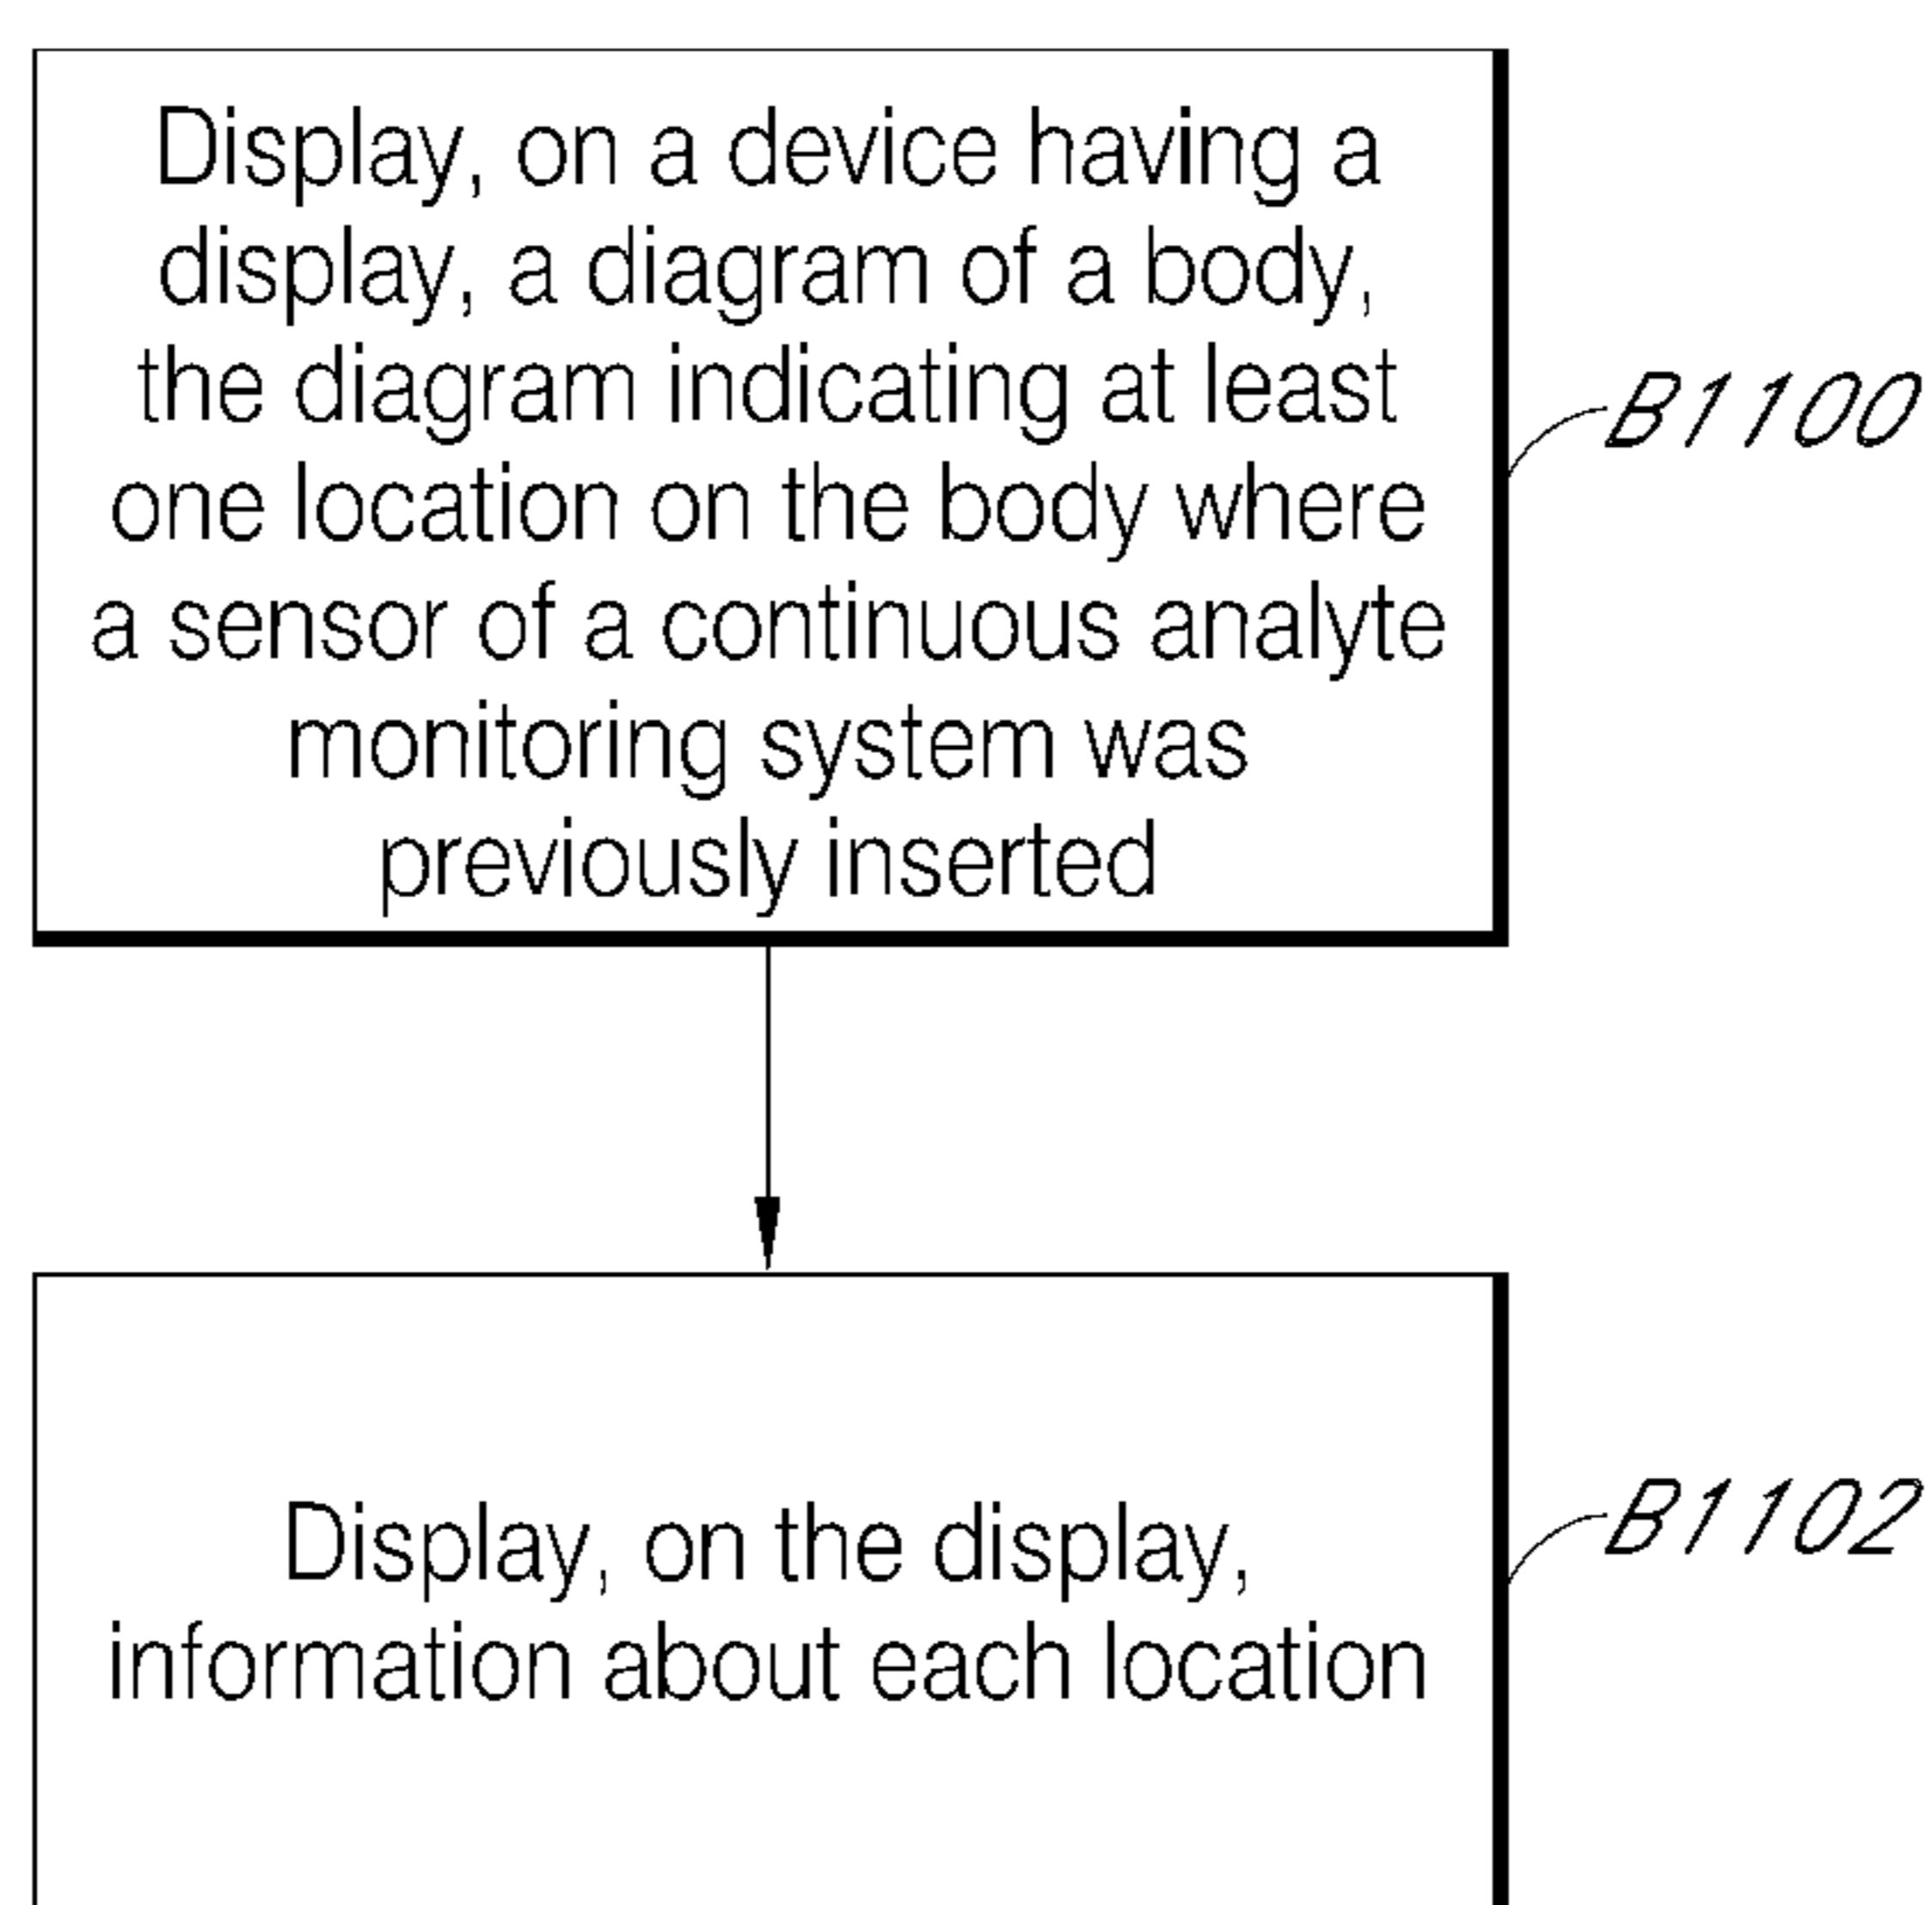 Display, on a device having a
display, a diagram of a body,
the diagram indicating at least
one location on the body where
a sensor of a continuous analyte
monitoring system was
previously inserted
B1100
Display, on the display,
information about each location
B1102